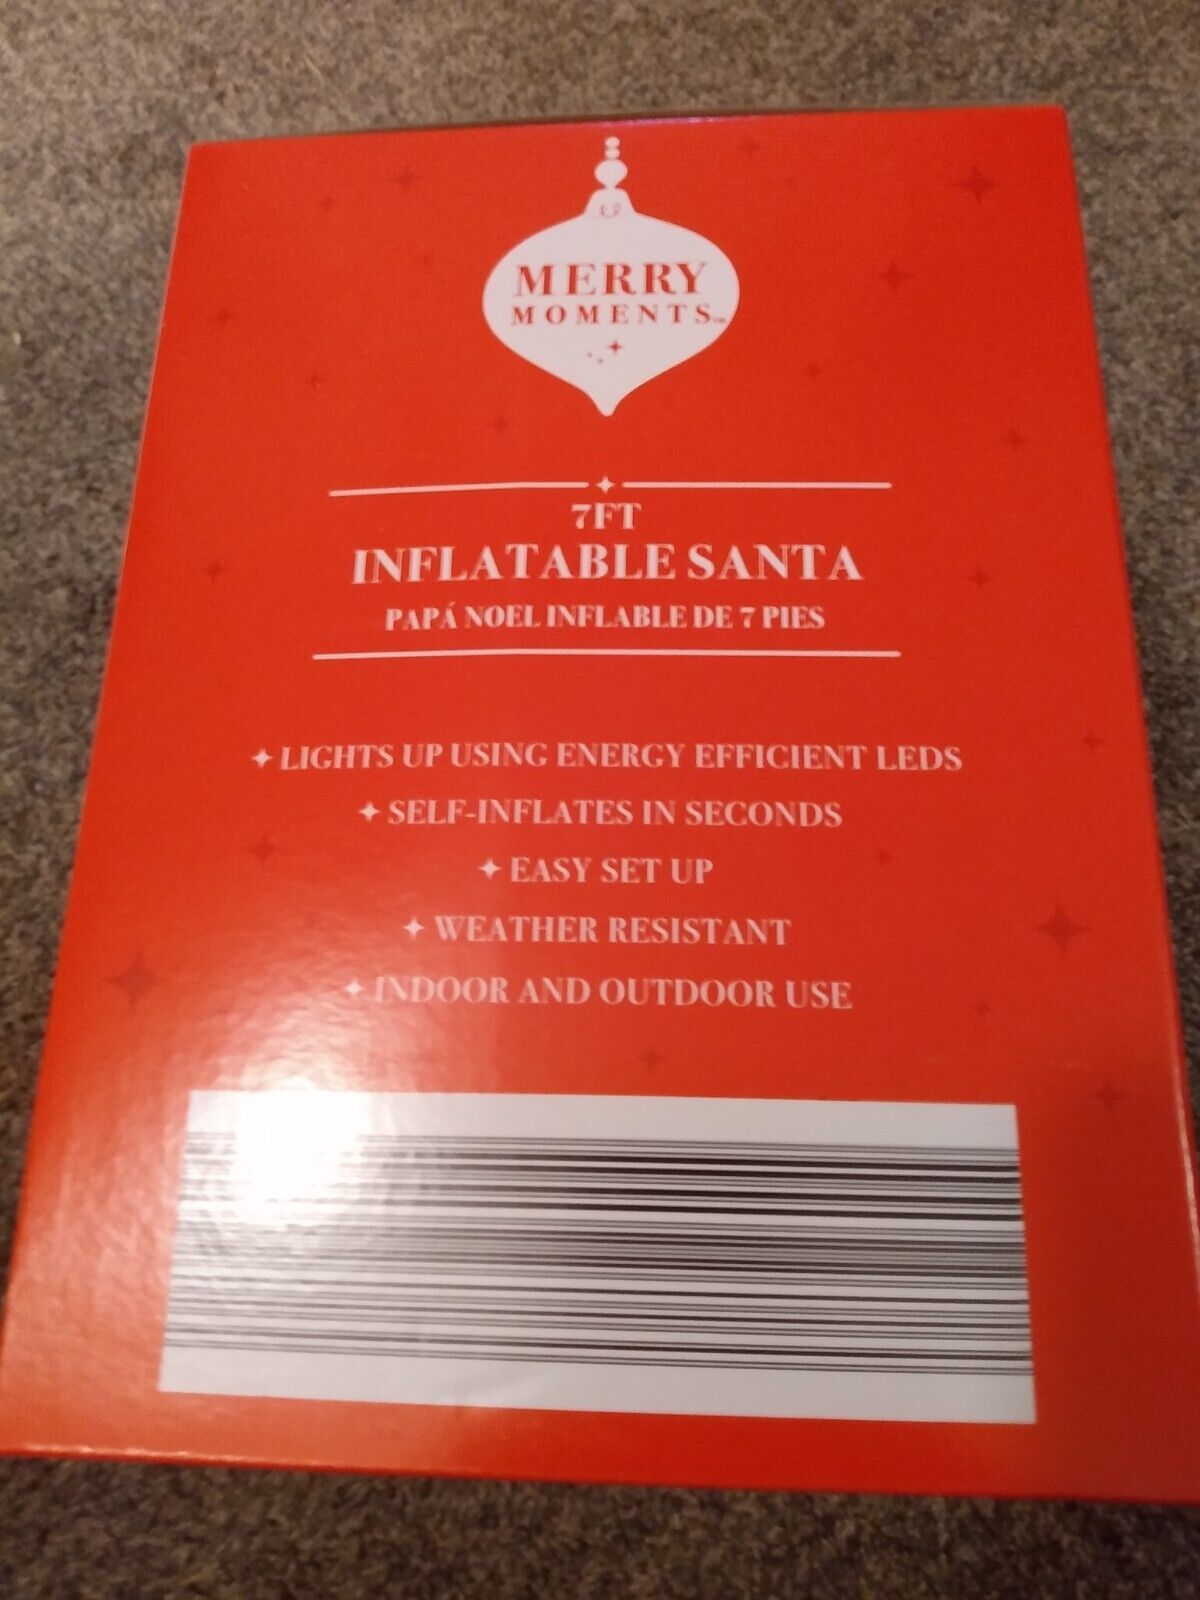 MERRY
MOMENTS™
7FT
INFLATABLE SANTA
PAPÁ NOEL INFLABLE DE 7 PIES
LIGHTS UP USING ENERGY EFFICIENT LEDS
SELF-INFLATES IN SECONDS
EASY SET UP
WEATHER RESISTANT
INDOOR AND OUTDOOR USE